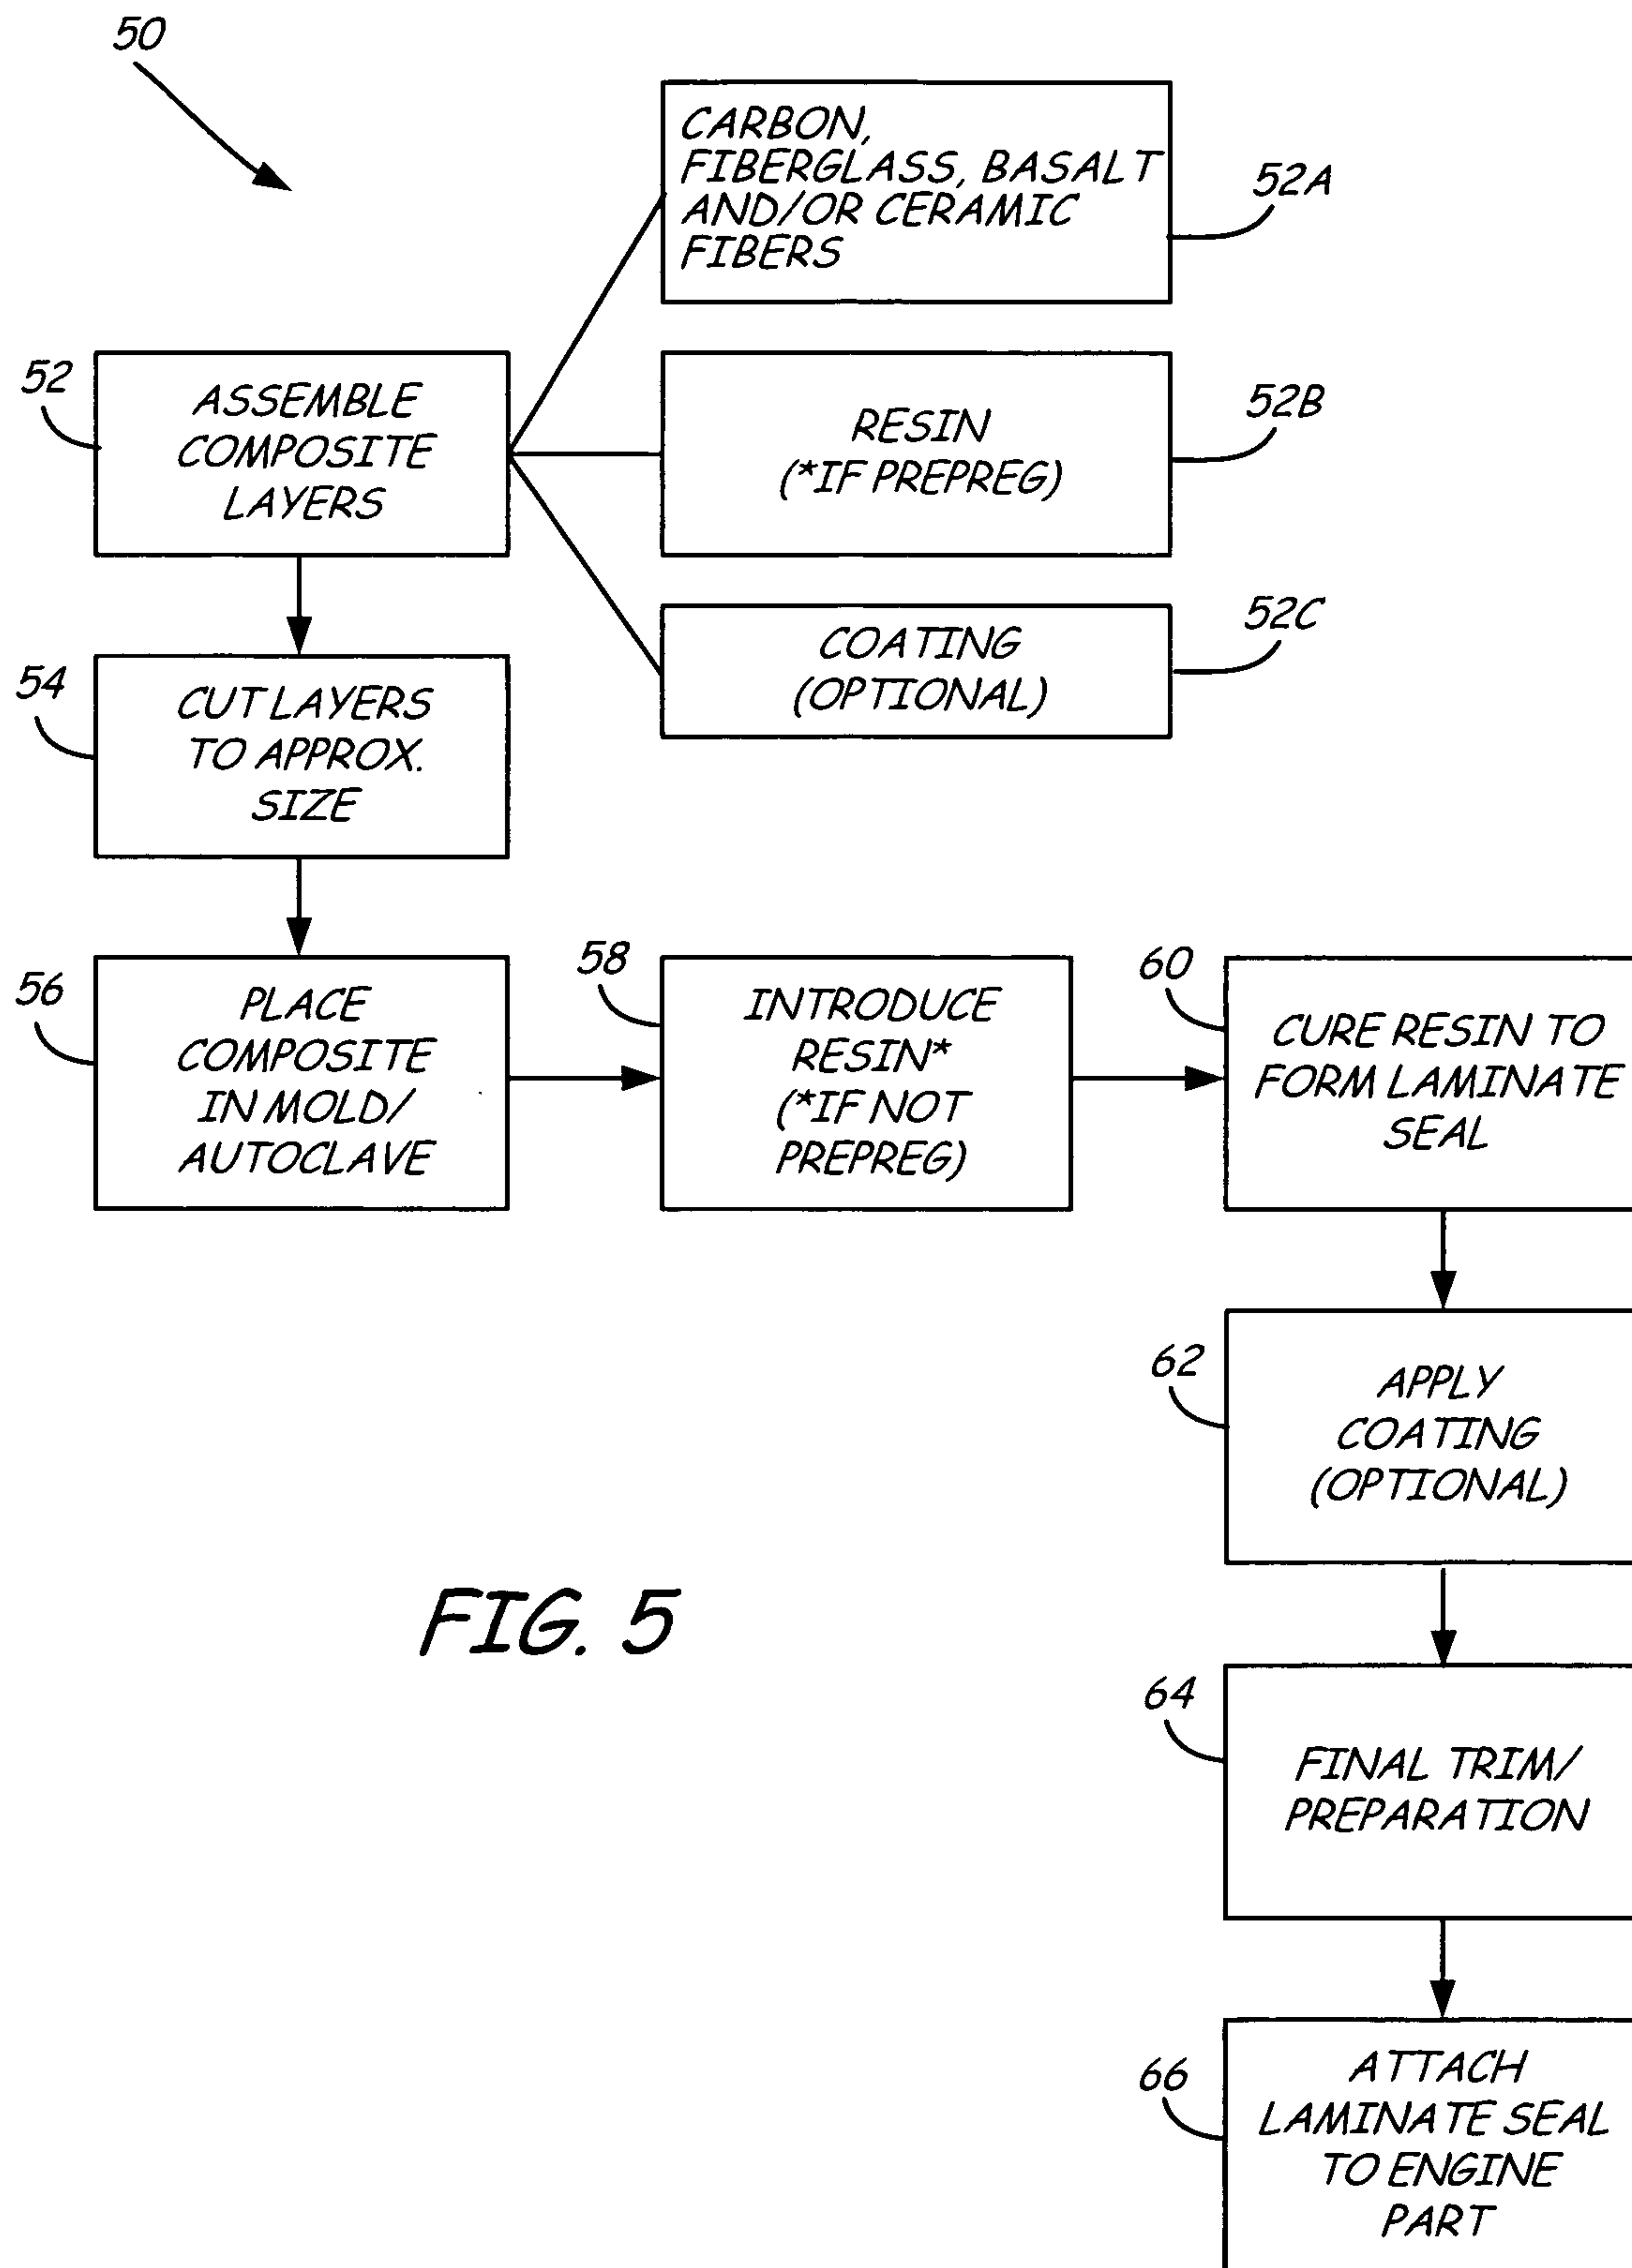 50
CARBON,
FIBERGLASS, BASALT
AND/OR CERAMIC
FIBERS
52A
52
ASSEMBLE
COMPOSITE
LAYERS
RESIN
(*IF PREPREG)
52B
COATING
(OPTIONAL)
52C
54
CUT LAYERS
TO APPROX.
SIZE
56
PLACE
COMPOSITE
IN MOLD/
AUTOCLAVE
58
INTRODUCE
RESIN*
(*IF NOT
PREPREG)
60
CURE RESIN TO
FORM LAMINATE
SEAL
62
APPLY
COATING
(OPTIONAL)
FIG. 5
64
FINAL TRIM/
PREPARATION
66
ATTACH
LAMINATE SEAL
TO ENGINE
PART